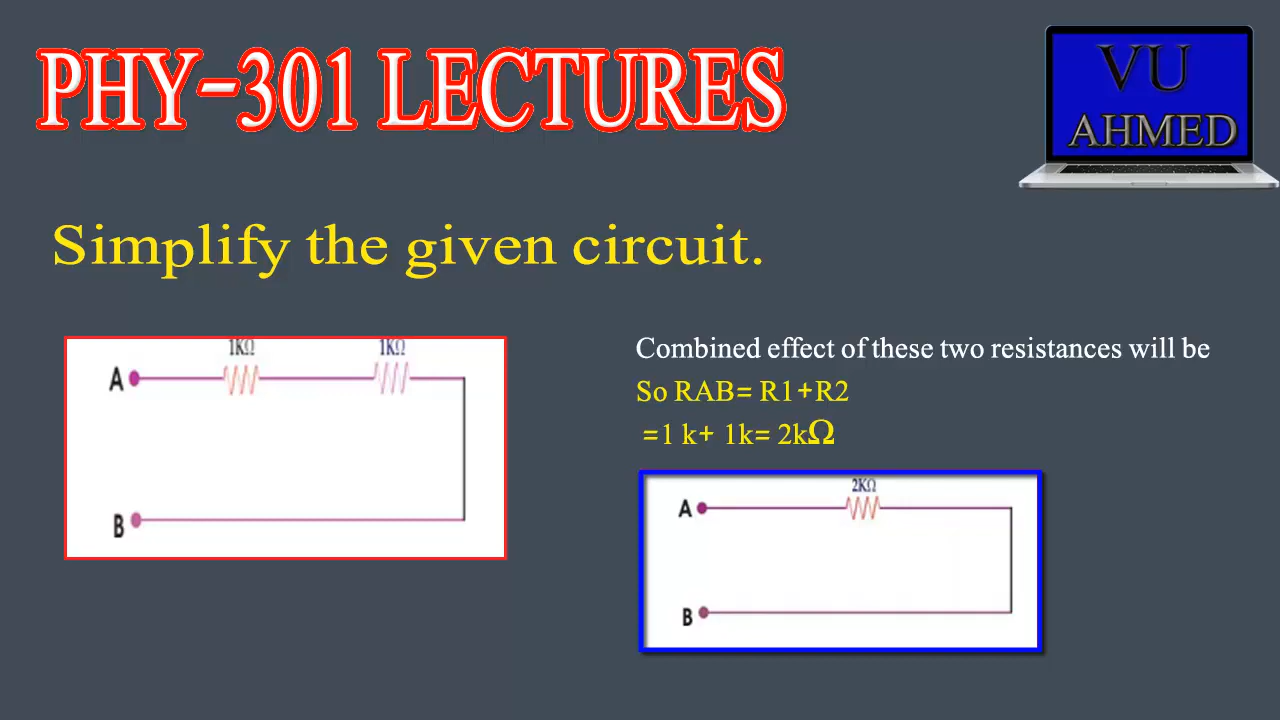 PHY-301 LECTURES
VU
AHMED
Simplify the given circuit.
1KΩ 1KΩ
A
B
Combined effect of these two resistances will be
So RAB= R1+R2
=1 k+ 1k= 2kΩ
2KΩ
A
B